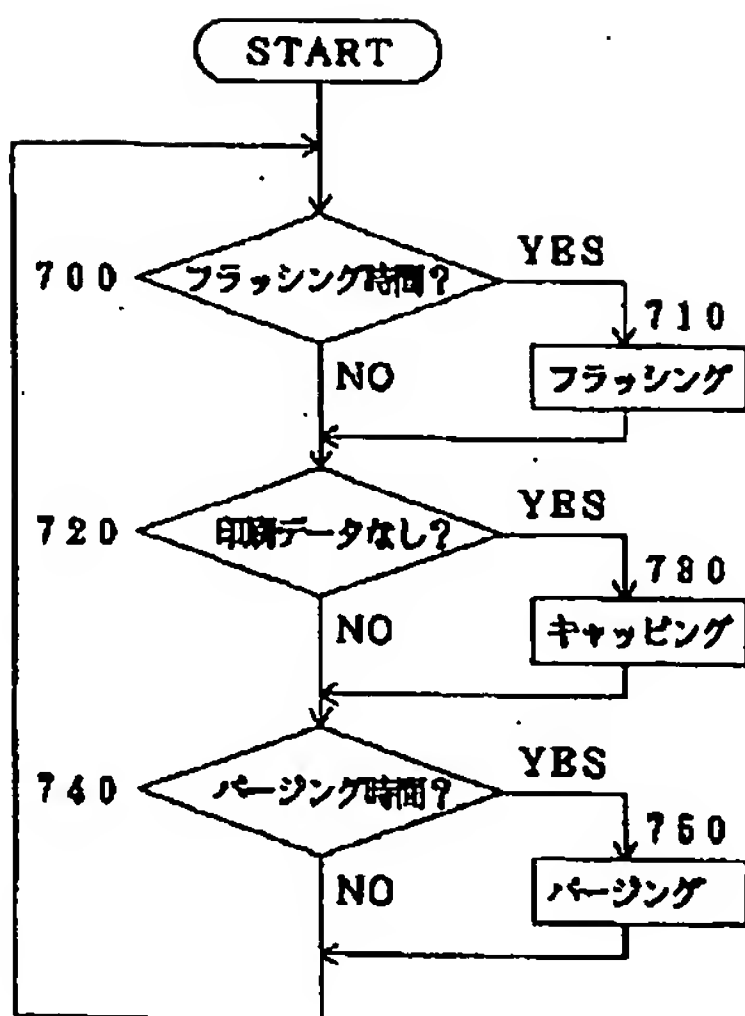 START
700
フラッシング時間?
YES
710
フラッシング
NO
720
印刷データなし?
YES
730
キャッピング
NO
740
パージング時間?
YES
750
パージング
NO